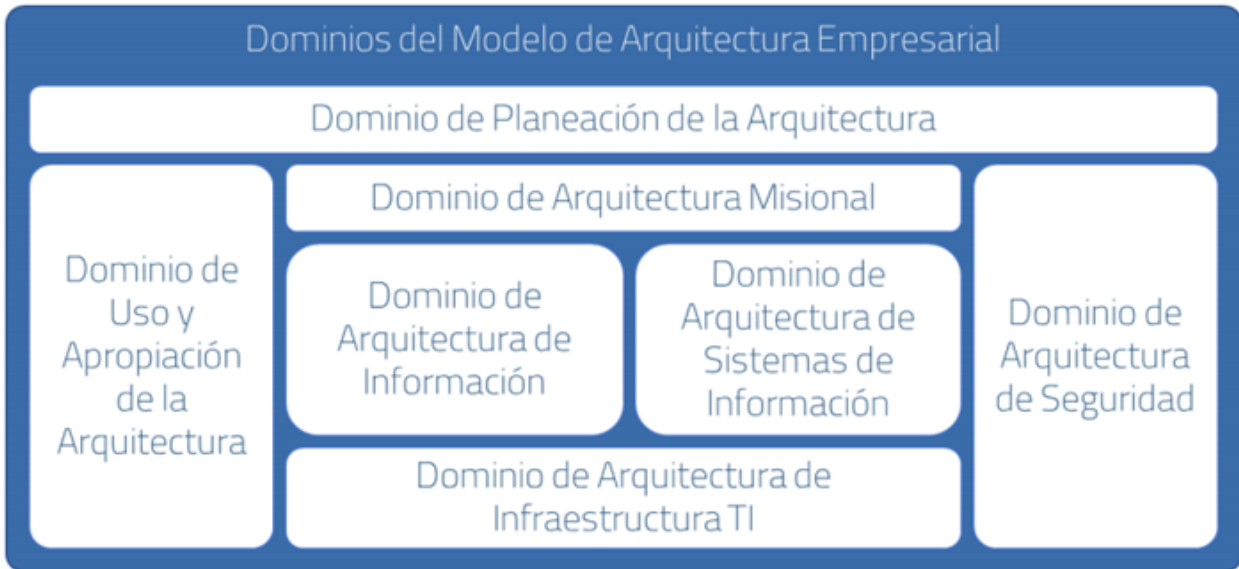 Dominios del Modelo de Arquitectura Empresarial
Dominio de Planeación de la Arquitectura
Dominio de
Uso y
Apropiación
de la
Arquitectura
Dominio de Arquitectura Misional
Dominio de
Arquitectura de
Información
Dominio de
Arquitectura de
Sistemas de
Información
Dominio de Arquitectura de
Infraestructura TI
Dominio de
Arquitectura
de Seguridad